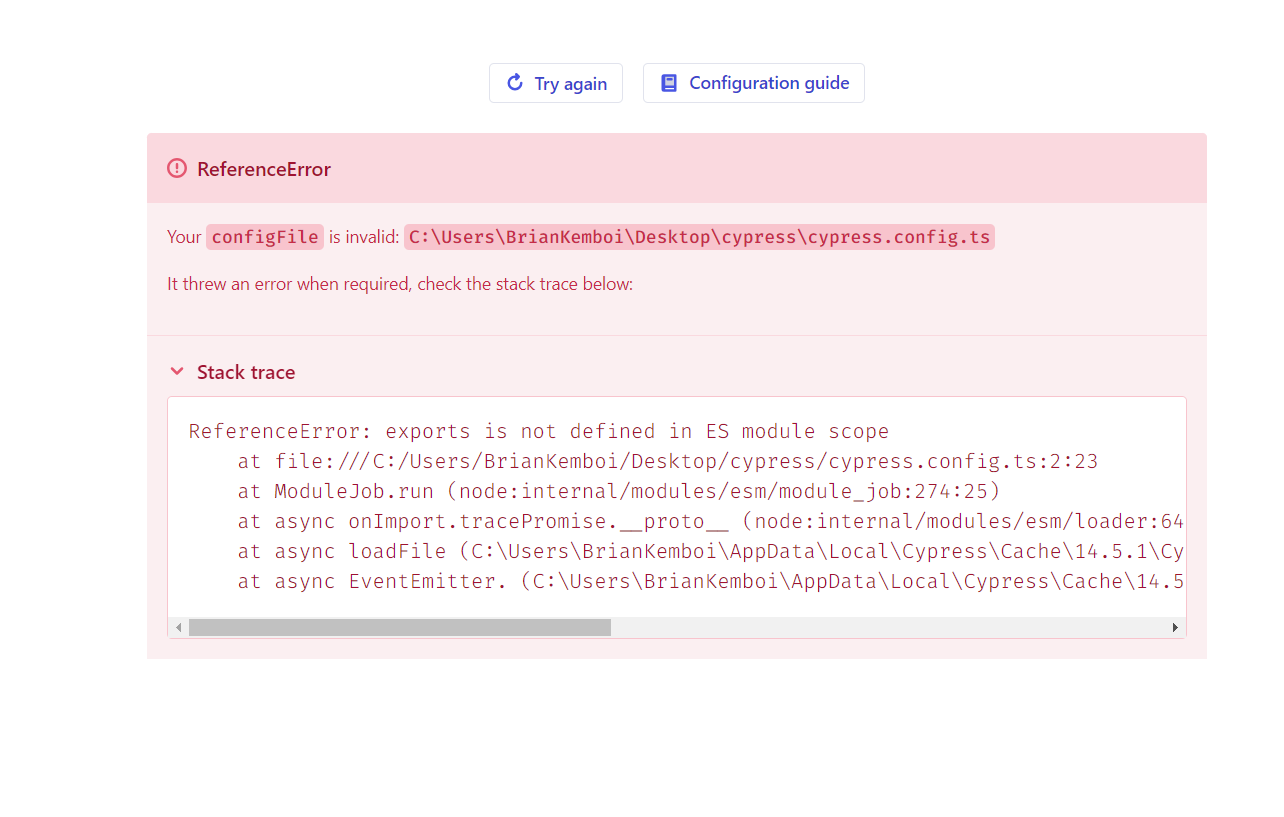 Try again
Configuration guide
ReferenceError
Your configFile is invalid: C:\Users\BrianKemboi\Desktop\cypress\cypress.config.ts
It threw an error when required, check the stack trace below:
Stack trace
ReferenceError: exports is not defined in ES module scope
    at file:///C:/Users/BrianKemboi/Desktop/cypress/cypress.config.ts:2:23
    at ModuleJob.run (node:internal/modules/esm/module_job:274:25)
    at async onImport.tracePromise.__proto__ (node:internal/modules/esm/loader:64
    at async loadFile (C:\Users\BrianKemboi\AppData\Local\Cypress\Cache\14.5.1\Cy
    at async EventEmitter. (C:\Users\BrianKemboi\AppData\Local\Cypress\Cache\14.5